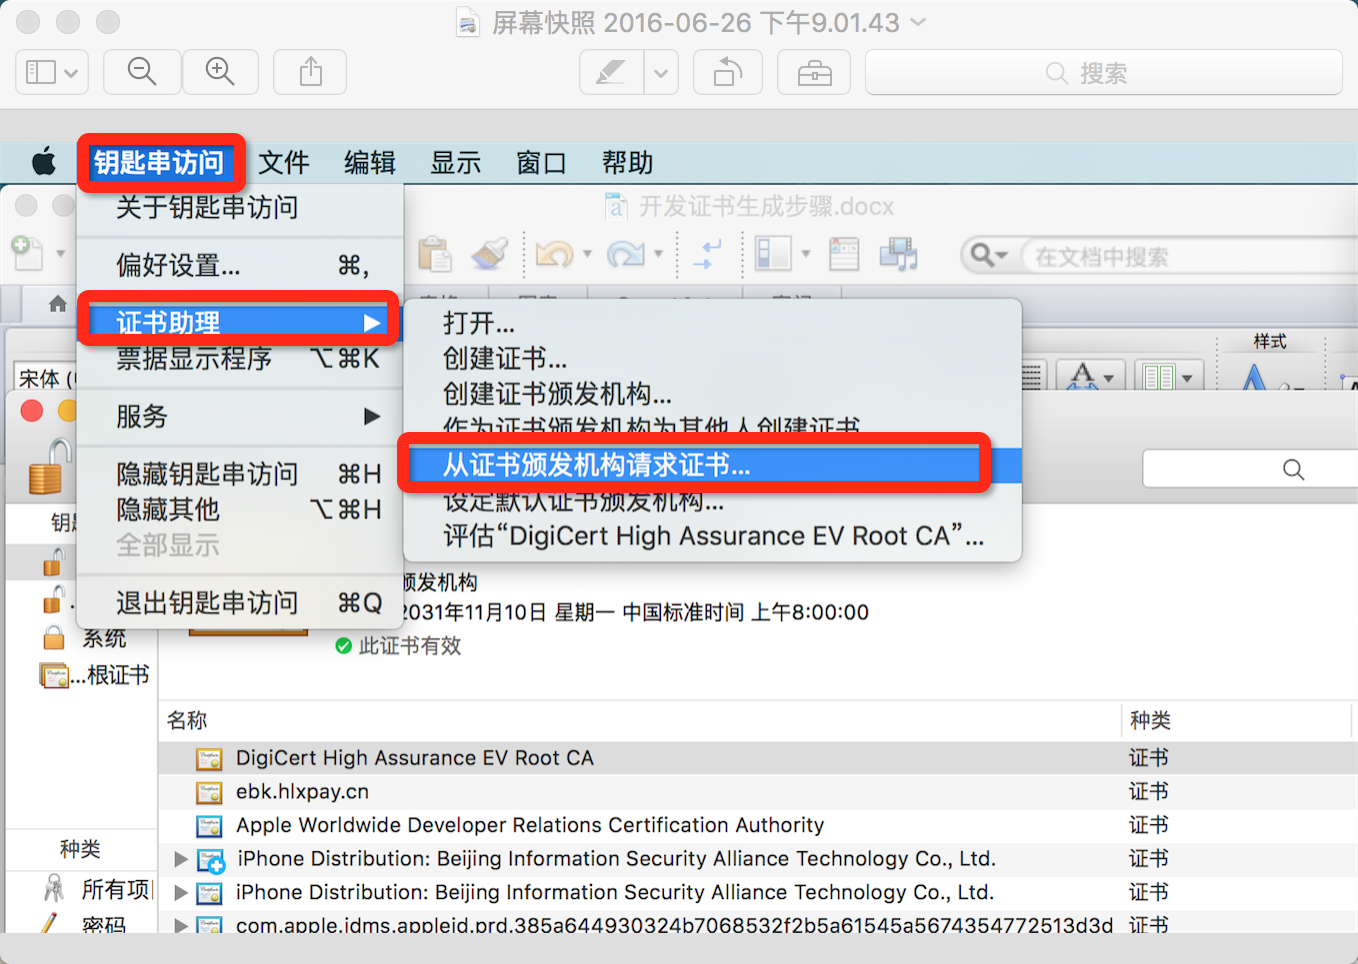 屏幕快照 2016-06-26 下午9.01.43
搜索
钥匙串访问 文件 编辑 显示 窗口 帮助
关于钥匙串访问
开发证书生成步骤.docx
偏好设置... ⌘,
在文档中搜索
证书助理
票据显示程序 ⌥⌘K
服务
隐藏钥匙串访问 ⌘H
隐藏其他 ⌥⌘H
全部显示
退出钥匙串访问 ⌘Q
打开...
创建证书...
创建证书颁发机构...
作为证书颁发机构为其他人创建证书
从证书颁发机构请求证书...
设定默认证书颁发机构...
评估“DigiCert High Assurance EV Root CA”...
样式
宋体
颁发机构
2031年11月10日 星期一 中国标准时间 上午8:00:00
此证书有效
系统
...根证书
名称 种类
DigiCert High Assurance EV Root CA 证书
ebk.hlxpay.cn 证书
Apple Worldwide Developer Relations Certification Authority 证书
iPhone Distribution: Beijing Information Security Alliance Technology Co., Ltd. 证书
iPhone Distribution: Beijing Information Security Alliance Technology Co., Ltd. 证书
com.apple.idms.appleid.prd.385a644930324b7068532f2b5a61545a5674354772513d3d 证书
种类
所有项
密码